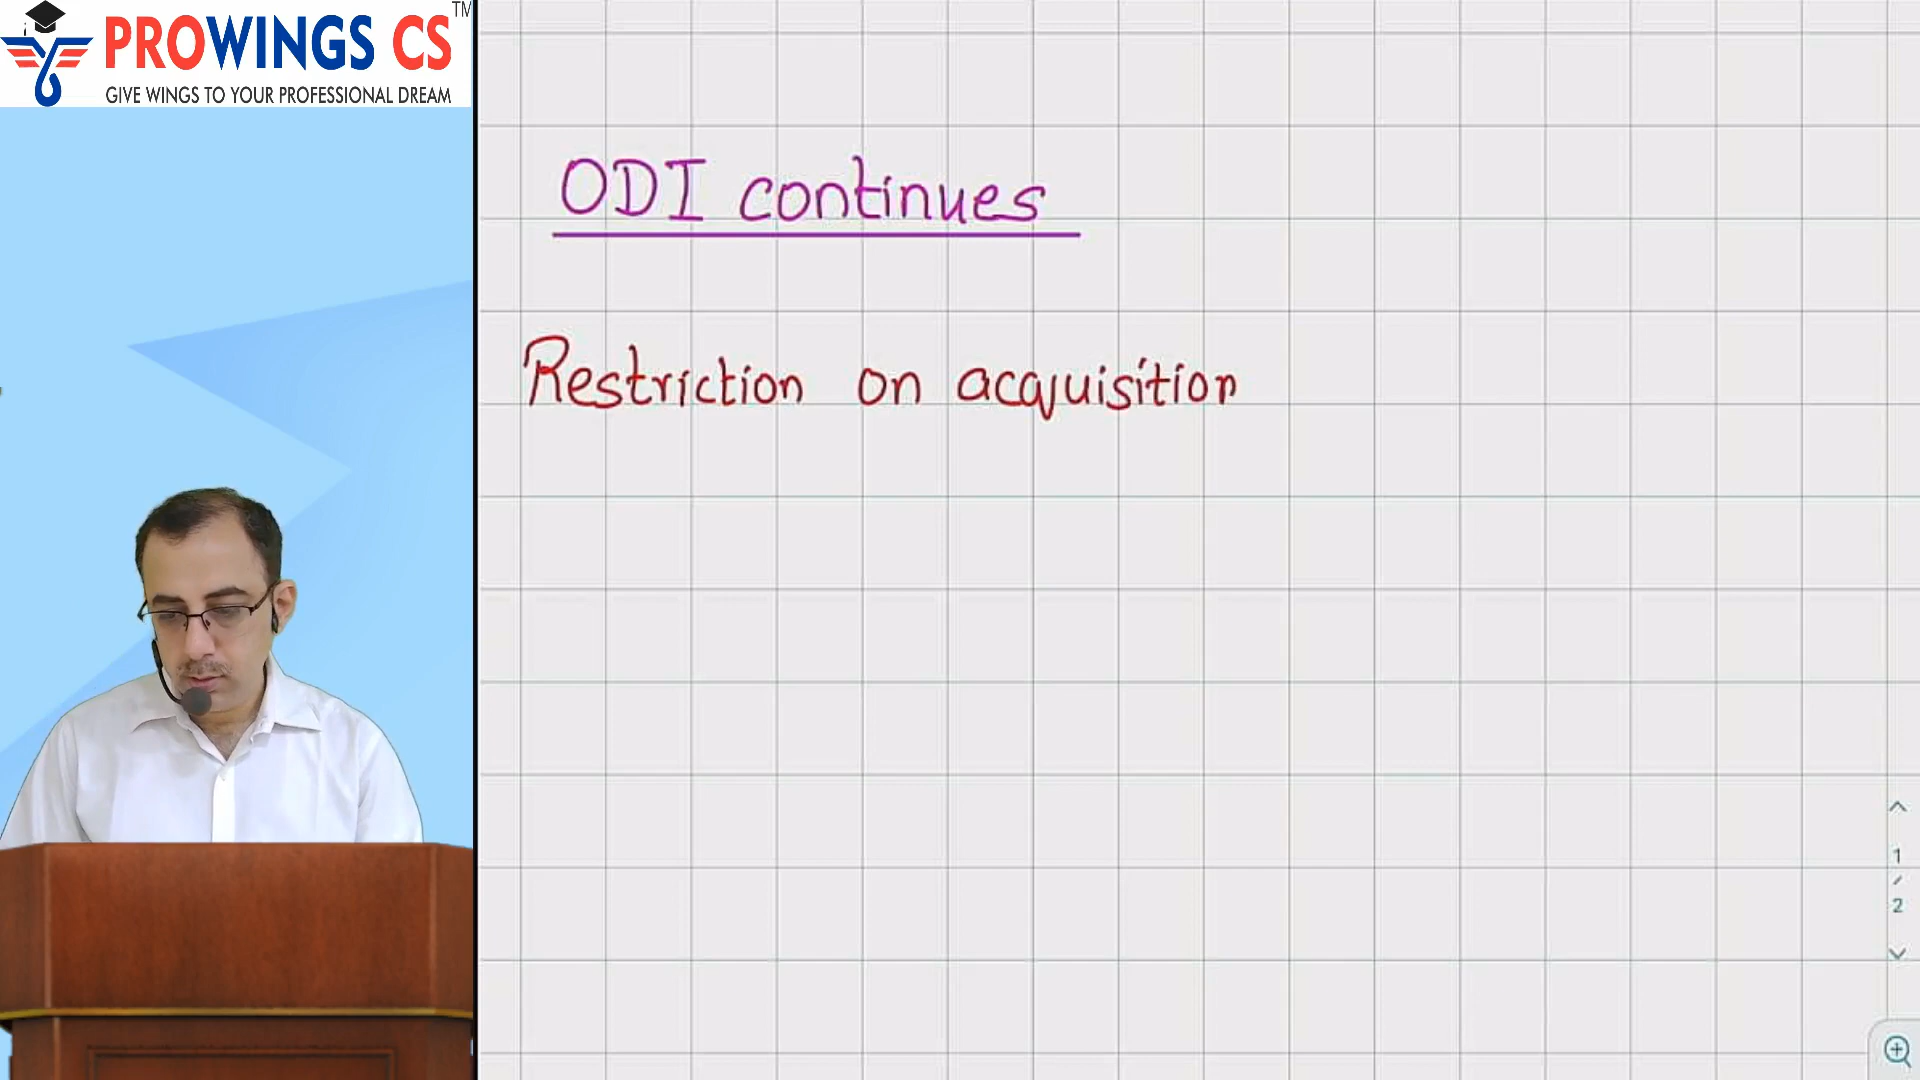 PROWINGS CS TM
GIVE WINGS TO YOUR PROFESSIONAL DREAM
ODI continues
Restriction on acquisition
1
/
2